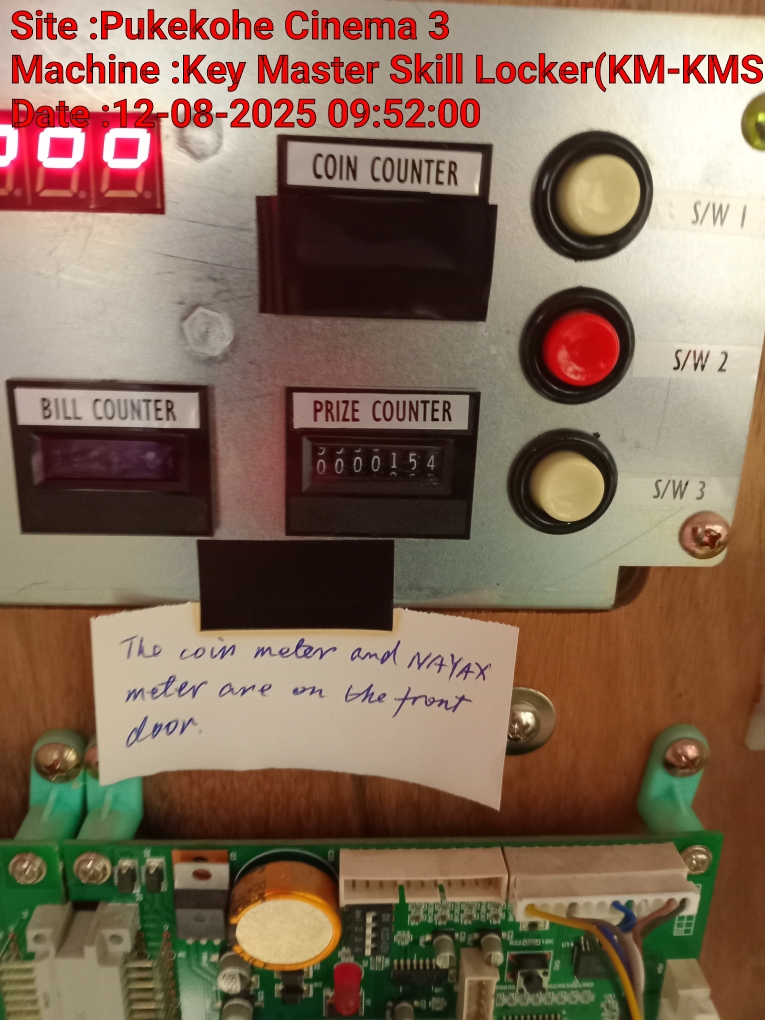 Site :Pukekohe Cinema 3
Machine :Key Master Skill Locker(KM-KMS
Date :12-08-2025 09:52:00
000
COIN COUNTER
S/W 1
S/W 2
BILL COUNTER
PRIZE COUNTER
0000154
S/W 3
The coin meter and NAYAX
meter are on the front
door.